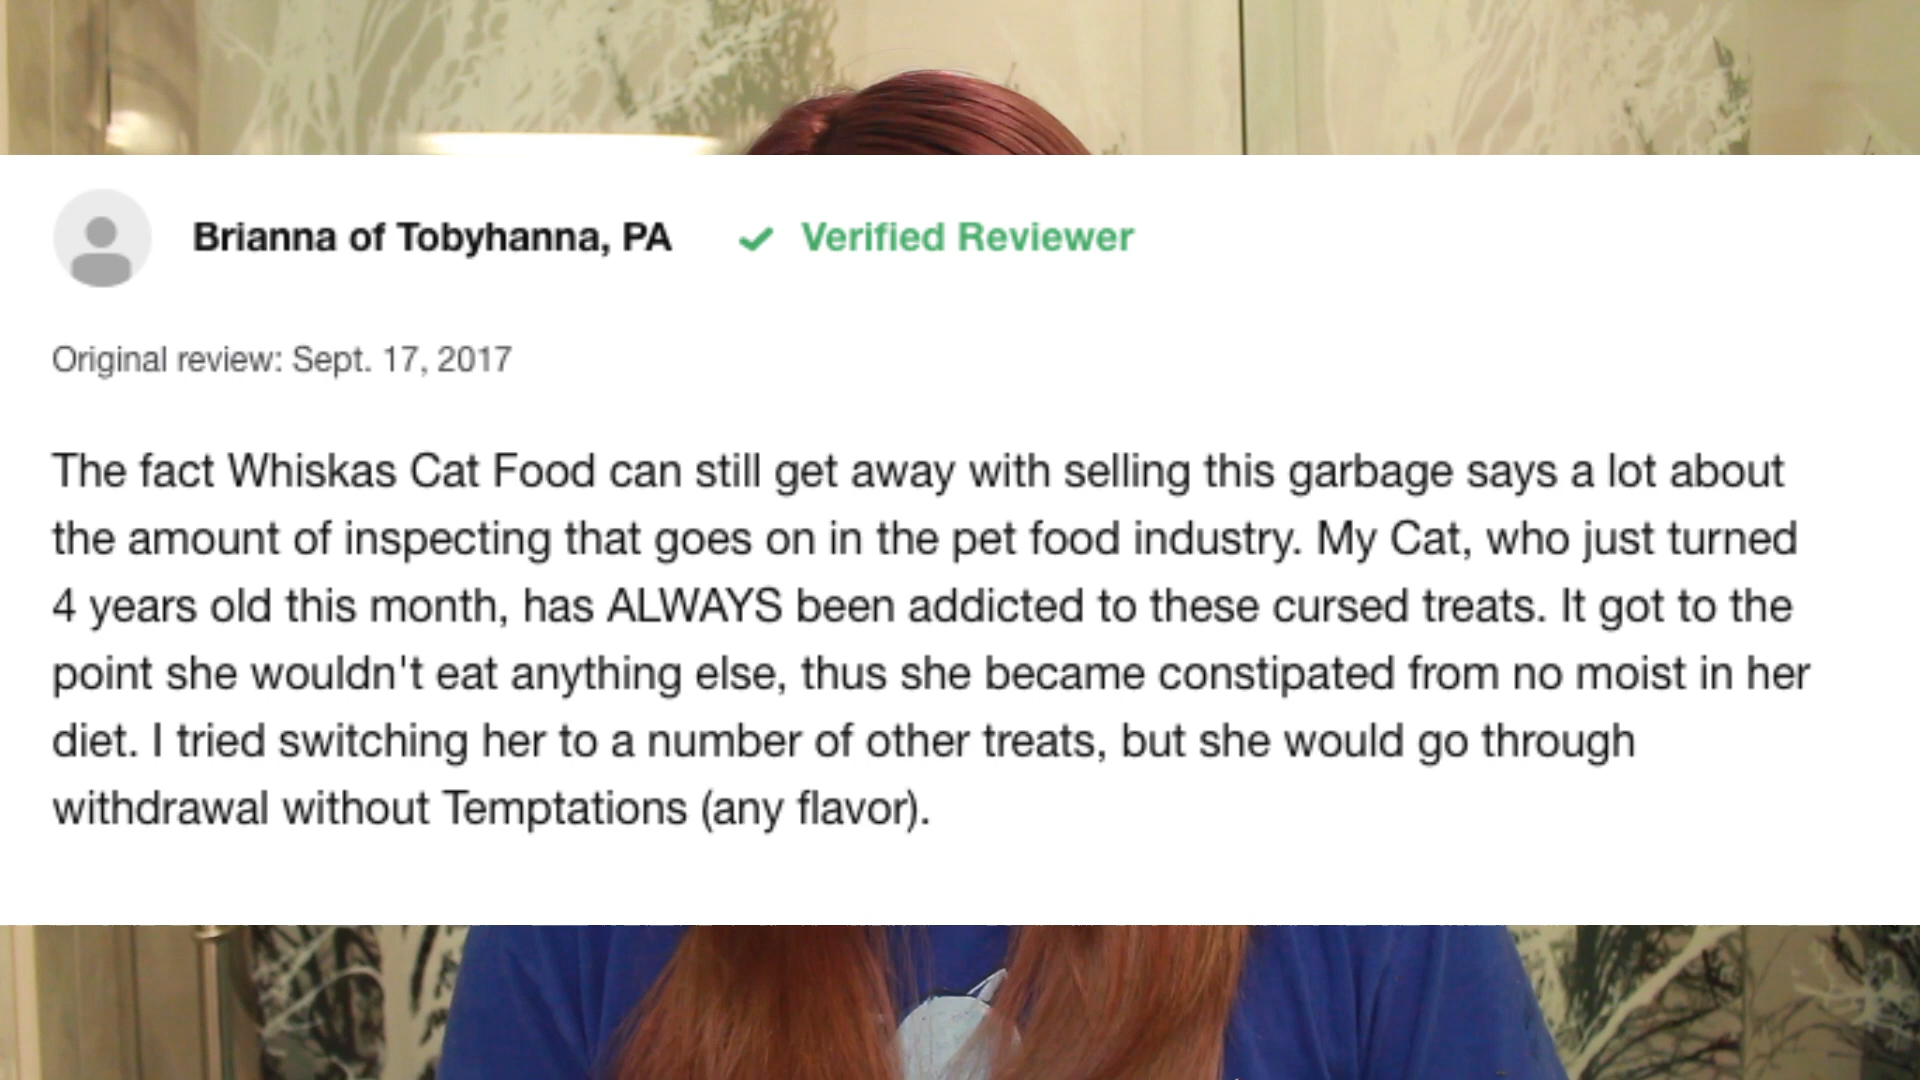 Brianna of Tobyhanna, PA Verified Reviewer
Original review: Sept. 17, 2017
The fact Whiskas Cat Food can still get away with selling this garbage says a lot about
the amount of inspecting that goes on in the pet food industry. My Cat, who just turned
4 years old this month, has ALWAYS been addicted to these cursed treats. It got to the
point she wouldn't eat anything else, thus she became constipated from no moist in her
diet. I tried switching her to a number of other treats, but she would go through
withdrawal without Temptations (any flavor).